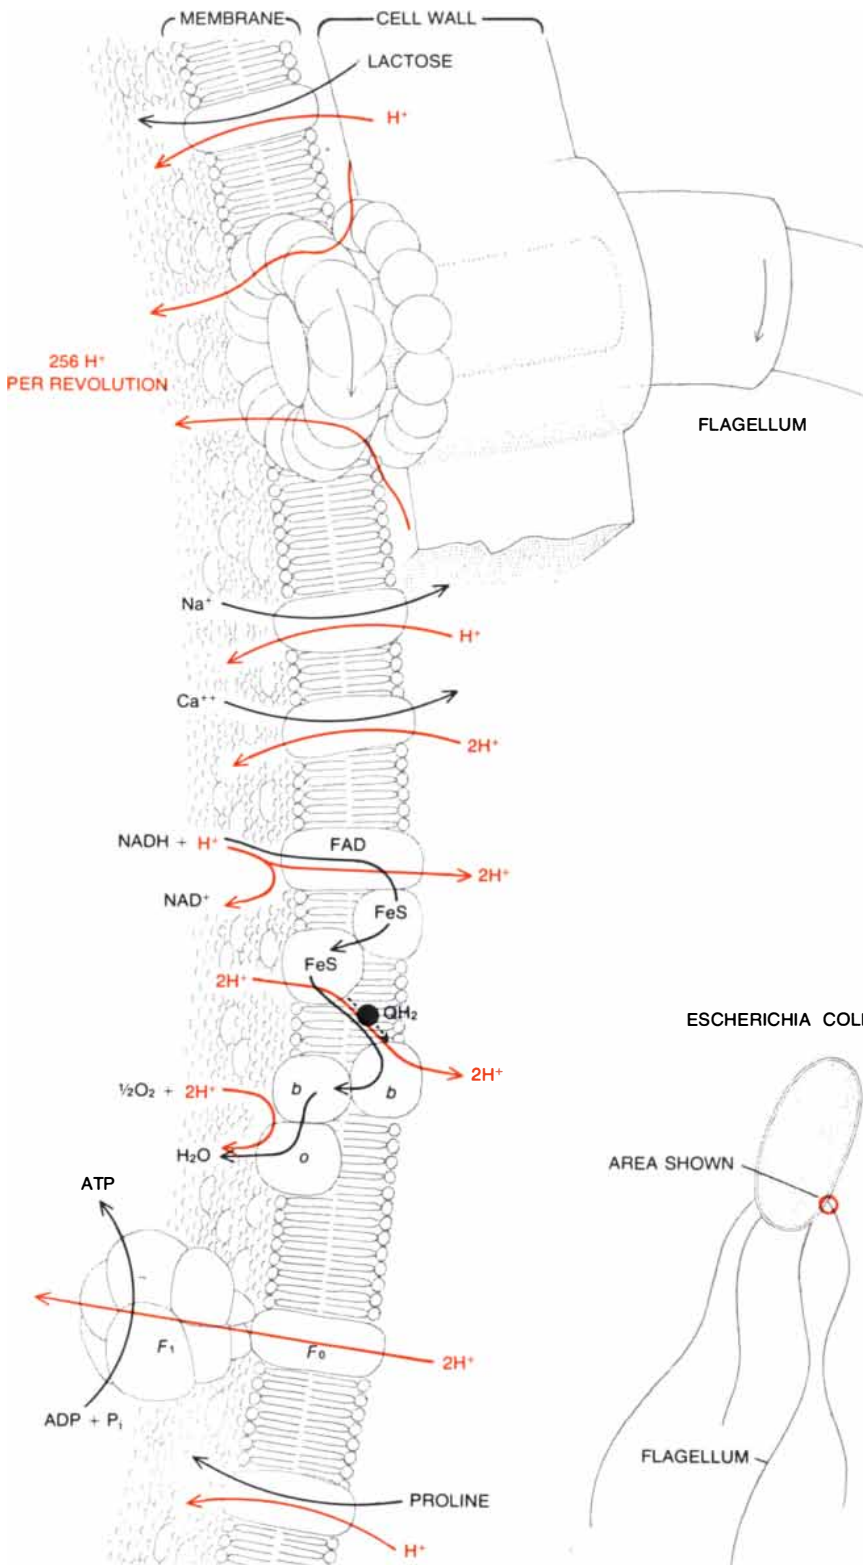 MEMBRANE
CELL WALL
LACTOSE
H⁺
256 H⁺
PER REVOLUTION
FLAGELLUM
Na⁺
H⁺
Ca⁺⁺
2H⁺
NADH + H⁺
FAD
2H⁺
NAD⁺
FeS
FeS
2H⁺
QH₂
ESCHERICHIA COLI
2H⁺
½O₂ + 2H⁺
b
b
H₂O
o
AREA SHOWN
ATP
F₁
F₀
2H⁺
ADP + Pᵢ
FLAGELLUM
PROLINE
H⁺